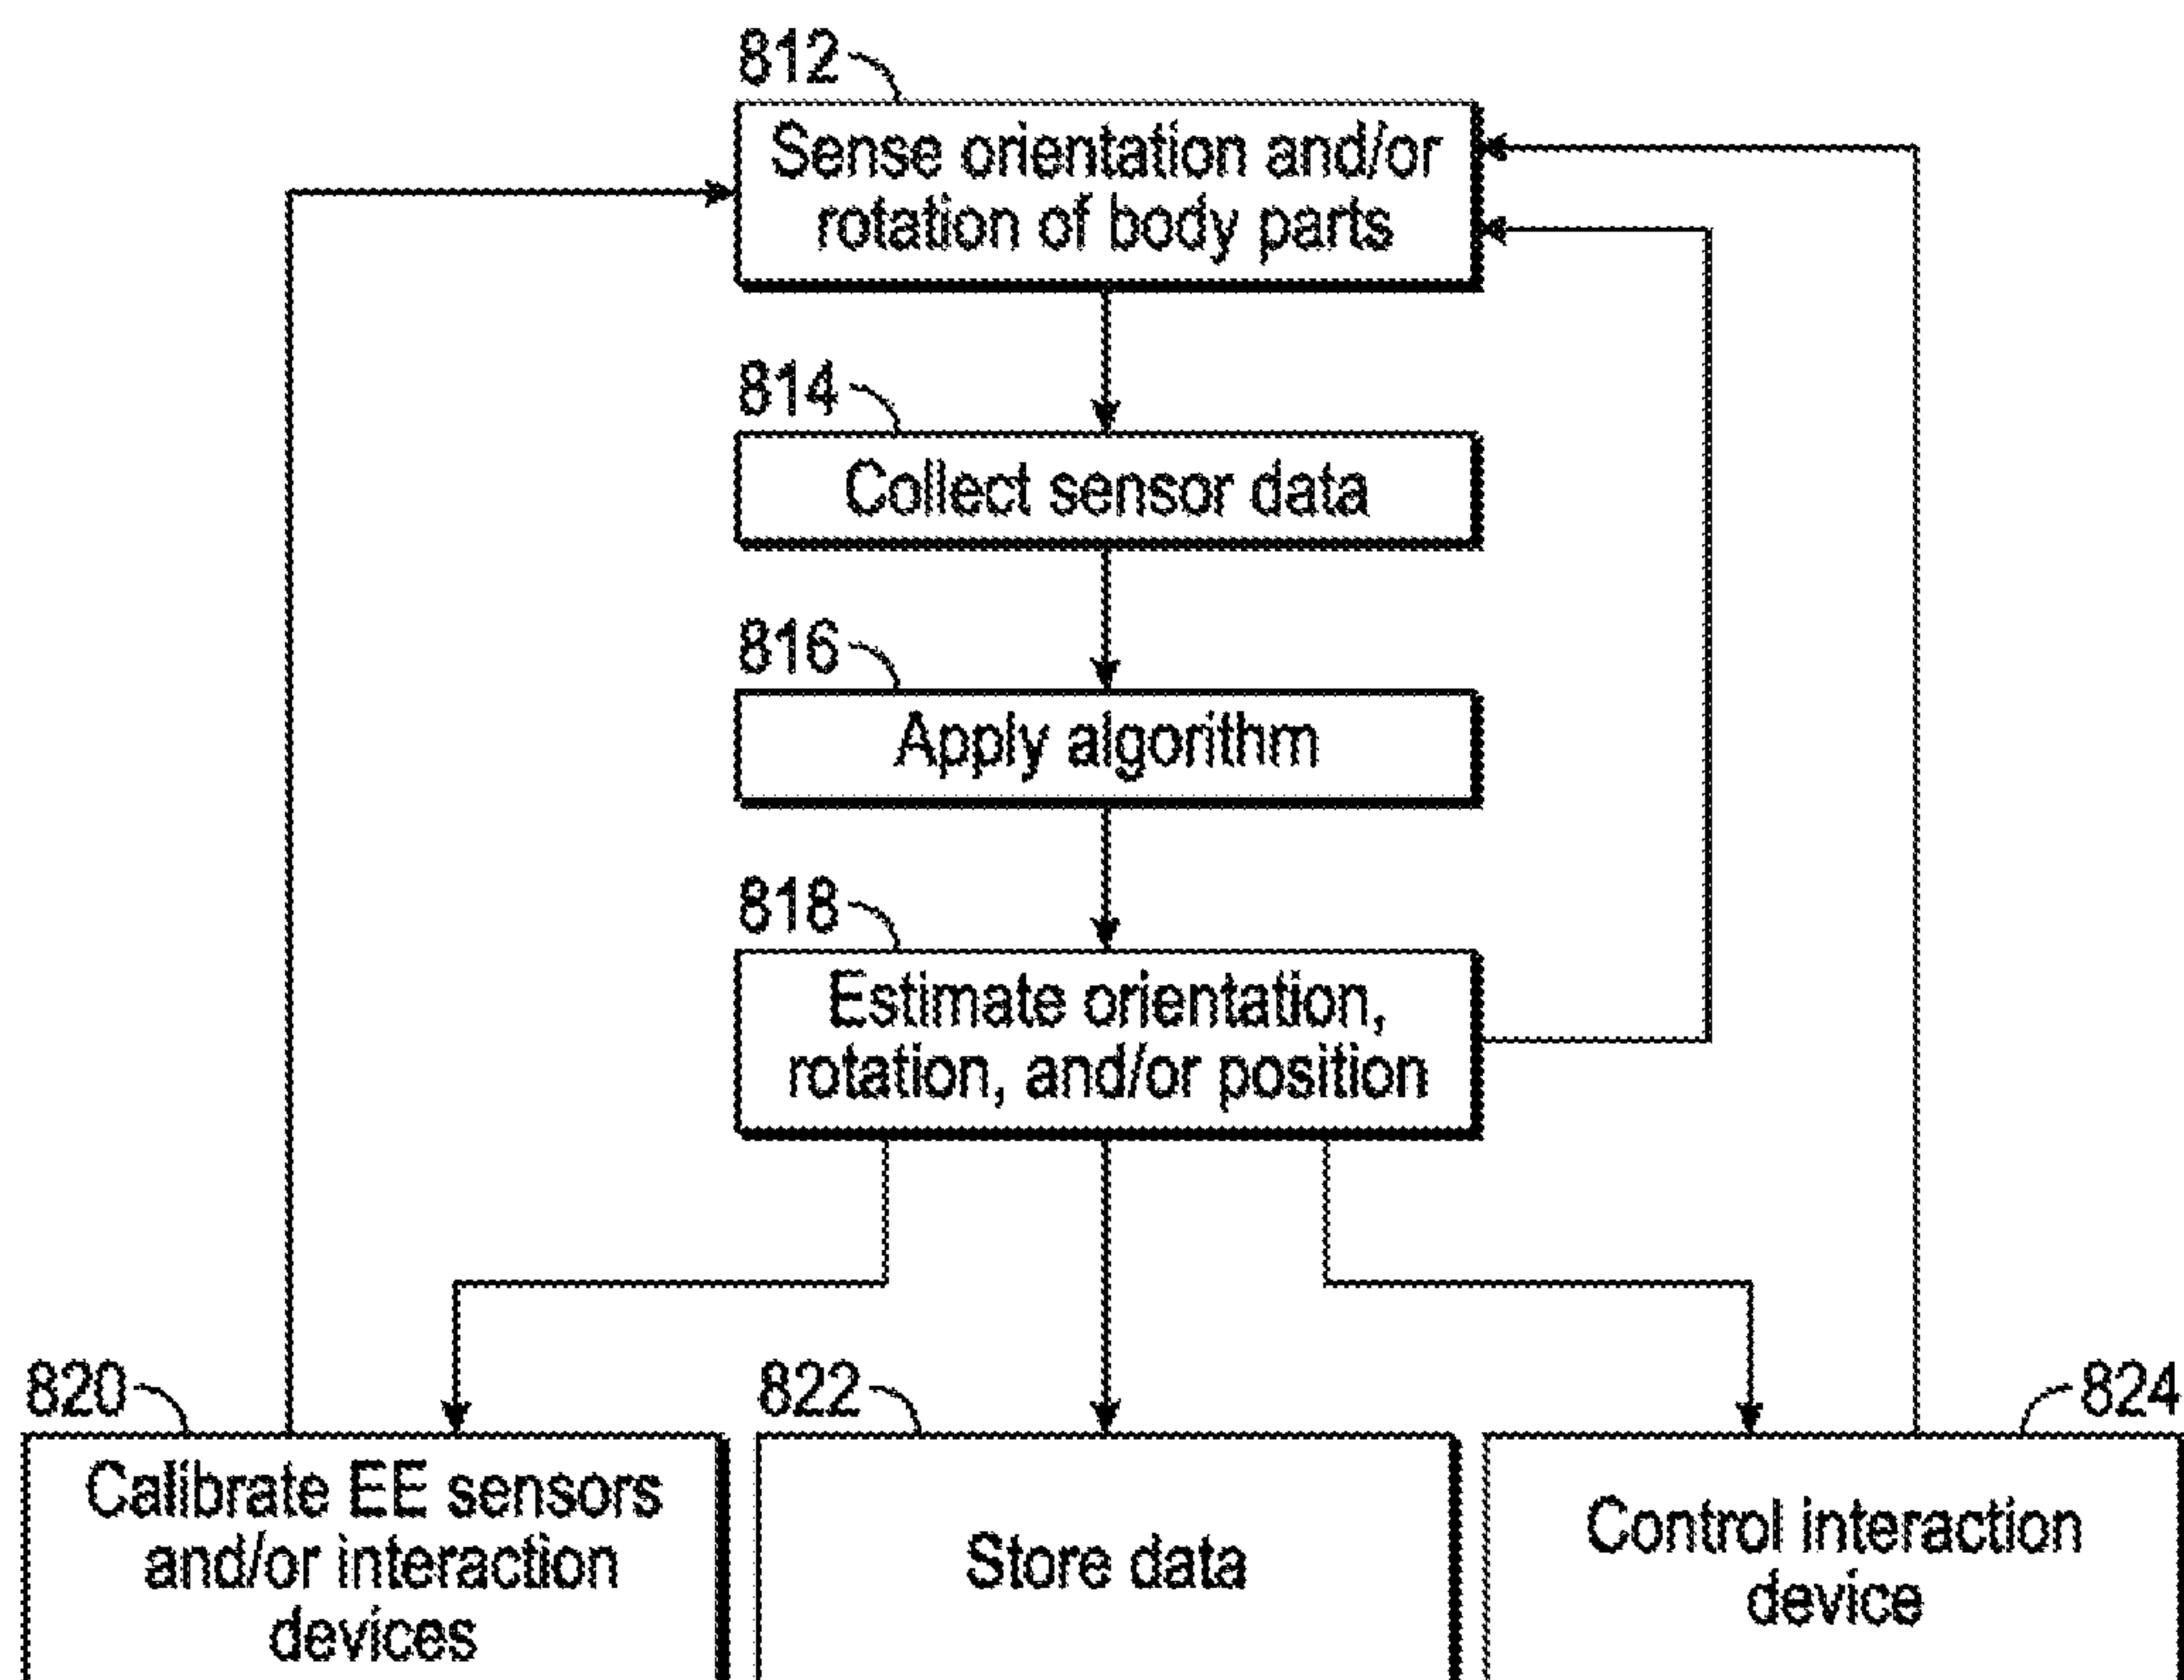 812
Sense orientation and/or
rotation of body parts
814
Collect sensor data
816
Apply algorithm
818
Estimate orientation,
rotation, and/or position
820
Calibrate EE sensors
and/or interaction
devices
822
Store data
824
Control interaction
device